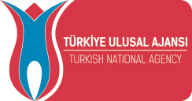 TÜRKİYE ULUSAL AJANSI
TURKISH NATIONAL AGENCY